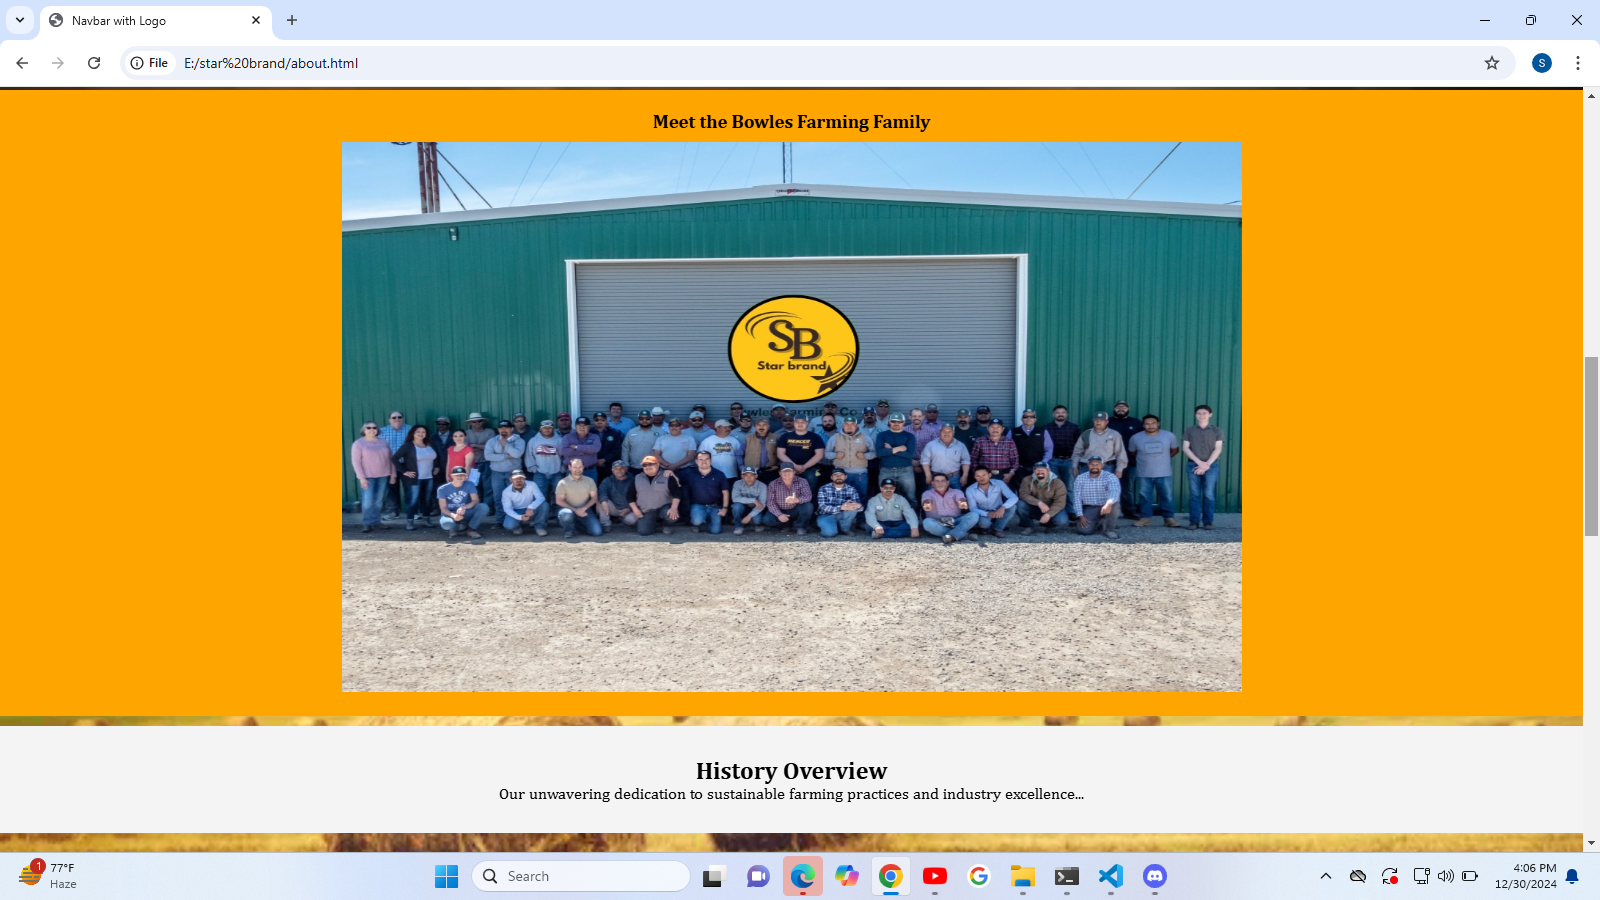 Navbar with Logo
File
E:/star%20brand/about.html
S
Meet the Bowles Farming Family
SB
Star brand
History Overview
Our unwavering dedication to sustainable farming practices and industry excellence...
1
77°F
Haze
Search
4:06 PM
12/30/2024